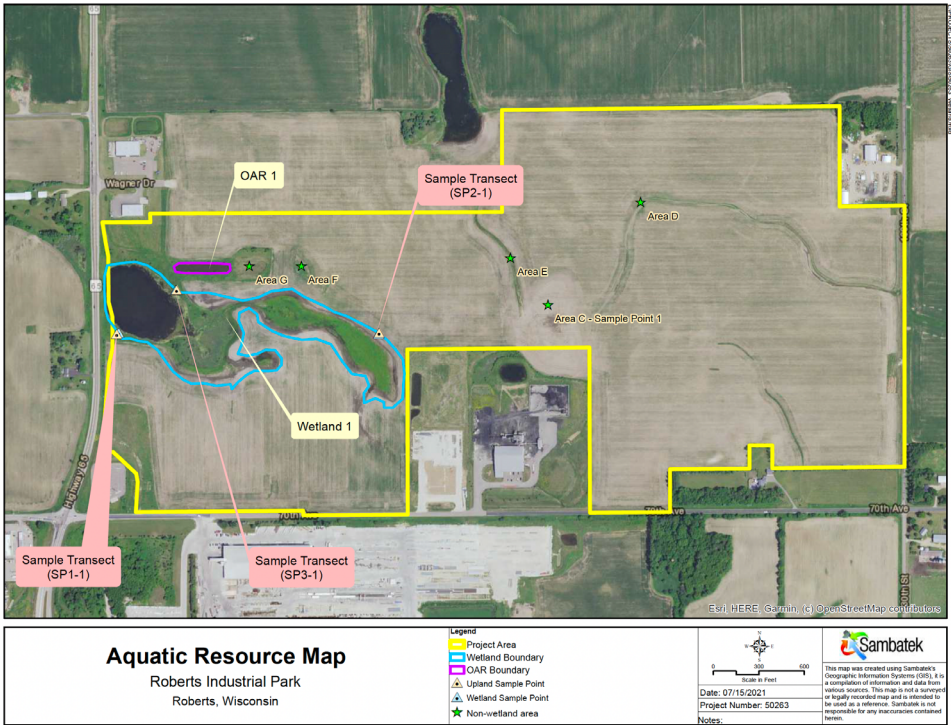 65
Wagner Dr
OAR 1
Sample Transect
(SP2-1)
Area D
Area G
Area F
Area E
65
Area C - Sample Point 1
Wetland 1
Highway 65
70th Ave
70th Ave
Sample Transect
(SP1-1)
Sample Transect
(SP3-1)
Esri, HERE, Garmin, (c) OpenStreetMap contributors
Aquatic Resource Map
Roberts Industrial Park
Roberts, Wisconsin
Legend
Project Area
Wetland Boundary
OAR Boundary
Upland Sample Point
Wetland Sample Point
Non-wetland area
N
W
E
S
0 300 600
Scale in Feet
Date: 07/15/2021
Project Number: 50263
Notes:
Sambatek
This map was created using Sambatek's
Geographic Information Systems (GIS), it is
a compilation of information and data from
various sources. This map is not a surveyed
or legally recorded map and is intended to
be used as a reference. Sambatek is not
responsible for any inaccuracies contained
herein.